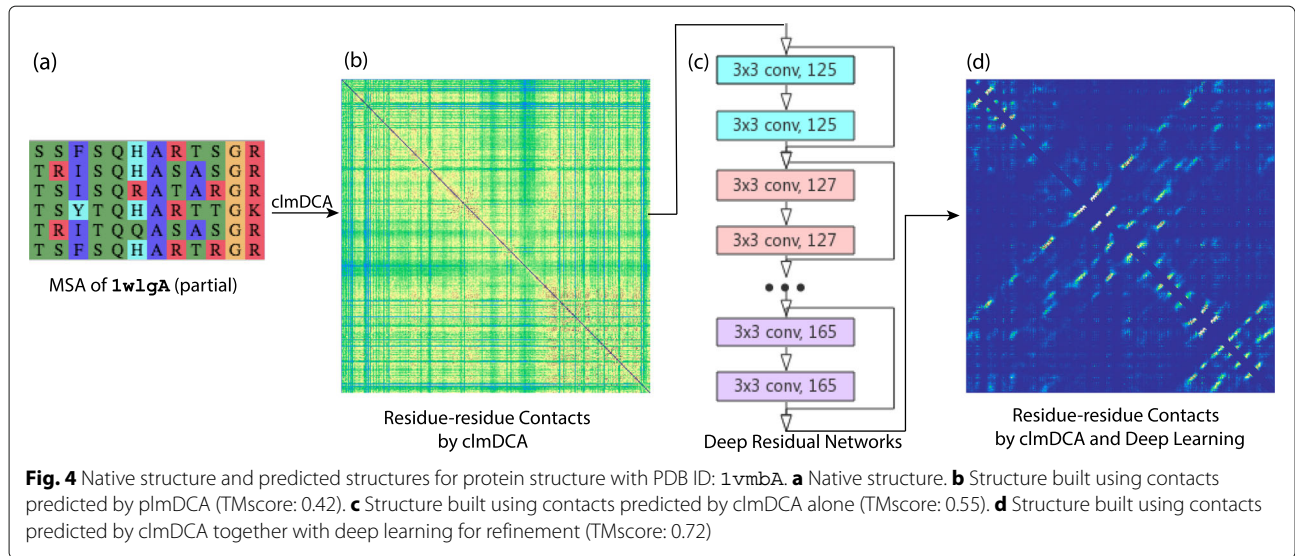 (a)
S S F S Q H A R T S G R
T R I S Q H A S A S G R
T S I S Q R A T A R G R
T S Y T Q H A R T T G K
T R I T Q Q A S A S G R
T S F S Q H A R T R G R
MSA of 1wlgA (partial)
clmDCA
(b)
Residue-residue Contacts
by clmDCA
(c)
3x3 conv, 125
3x3 conv, 125
3x3 conv, 127
3x3 conv, 127
3x3 conv, 165
3x3 conv, 165
Deep Residual Networks
(d)
Residue-residue Contacts
by clmDCA and Deep Learning
Fig. 4 Native structure and predicted structures for protein structure with PDB ID: 1vmbA. a Native structure. b Structure built using contacts
predicted by plmDCA (TMscore: 0.42). c Structure built using contacts predicted by clmDCA alone (TMscore: 0.55). d Structure built using contacts
predicted by clmDCA together with deep learning for refinement (TMscore: 0.72)